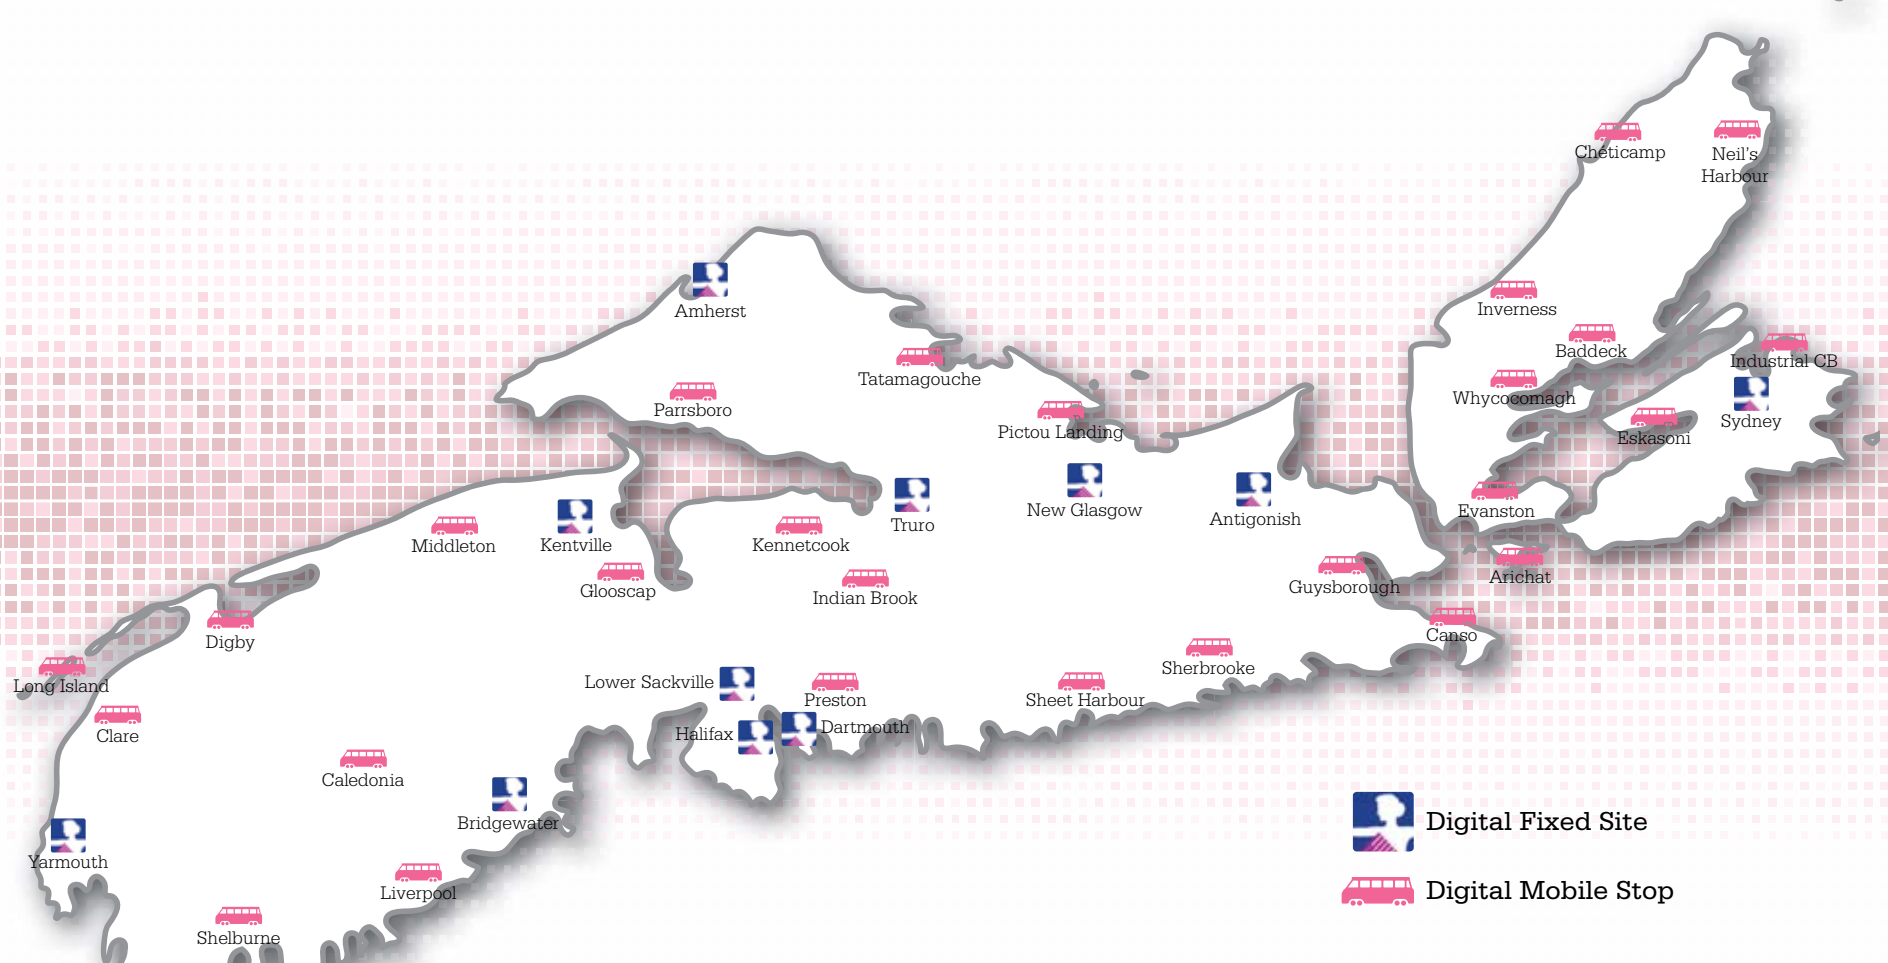 Chéticamp
Neil's
Harbour
Amherst
Inverness
Baddeck
Industrial CB
Tatamagouche
Whycocomagh
Parrsboro
Sydney
Pictou Landing
Eskasoni
New Glasgow
Evanston
Antigonish
Truro
Middleton
Kentville
Kennetcook
Arichat
Guysborough
Glooscap
Indian Brook
Canso
Digby
Sherbrooke
Long Island
Lower Sackville
Preston
Sheet Harbour
Clare
Halifax
Dartmouth
Caledonia
Bridgewater
Digital Fixed Site
Yarmouth
Liverpool
Digital Mobile Stop
Shelburne